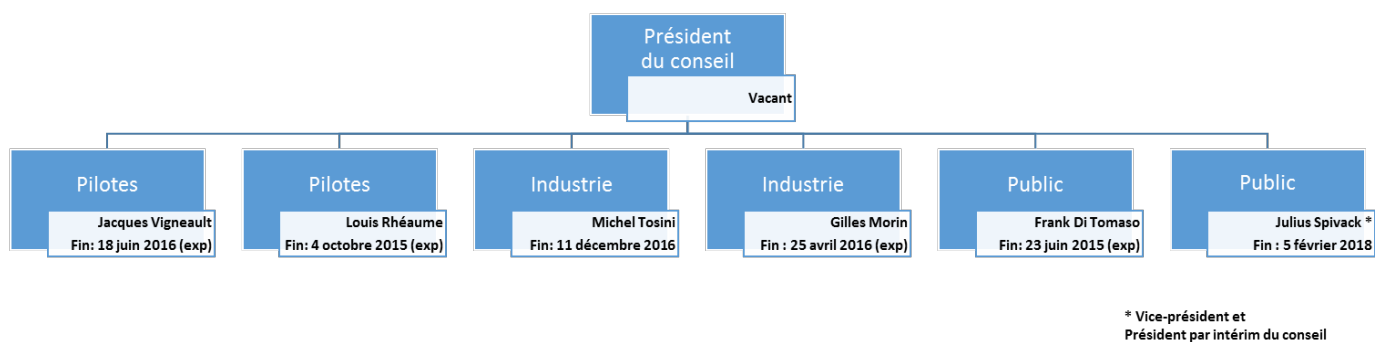 Président
du conseil
Vacant
Pilotes
Jacques Vigneault
Fin: 18 juin 2016 (exp)
Pilotes
Louis Rhéaume
Fin: 4 octobre 2015 (exp)
Industrie
Michel Tosini
Fin: 11 décembre 2016
Industrie
Gilles Morin
Fin : 25 avril 2016 (exp)
Public
Frank Di Tomaso
Fin: 23 juin 2015 (exp)
Public
Julius Spivack *
Fin : 5 février 2018
* Vice-président et
Président par intérim du conseil